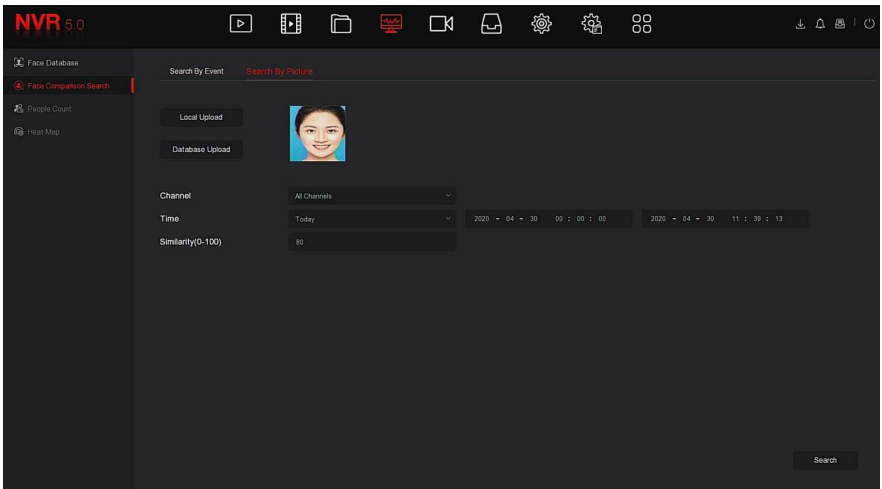 NVR 5.0
Face Database
Face Comparison Search
People Count
Heat Map
Search By Event Search By Picture
Local Upload
Database Upload
Channel All Channels
Time Today 2020 - 04 - 30 00 : 00 : 00 2020 - 04 - 30 11 : 39 : 13
Similarity(0-100) 80
Search